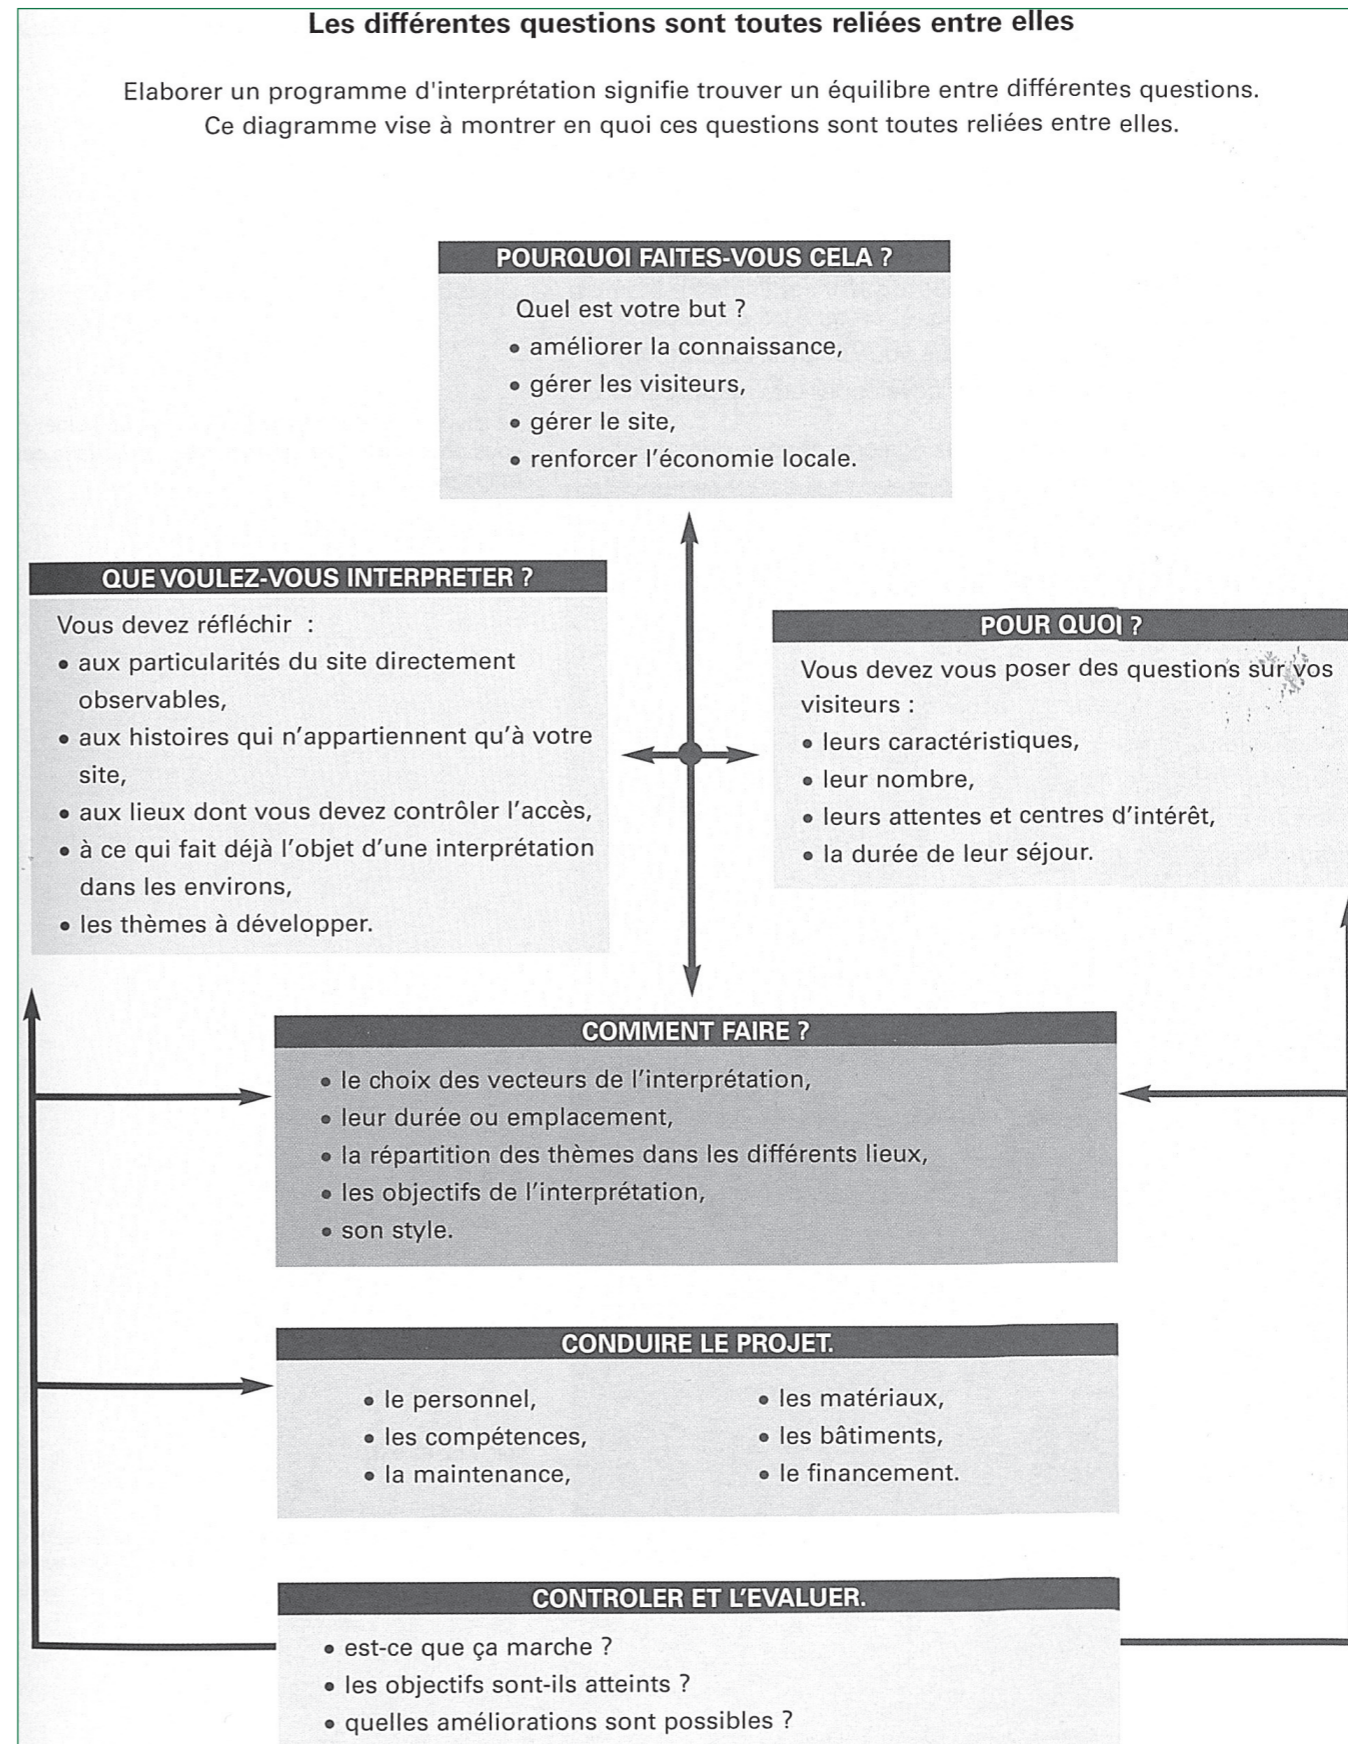 Les différentes questions sont toutes reliées entre elles
Elaborer un programme d'interprétation signifie trouver un équilibre entre différentes questions.
Ce diagramme vise à montrer en quoi ces questions sont toutes reliées entre elles.
POURQUOI FAITES-VOUS CELA ?
Quel est votre but ?
• améliorer la connaissance,
• gérer les visiteurs,
• gérer le site,
• renforcer l'économie locale.
QUE VOULEZ-VOUS INTERPRETER ?
Vous devez réfléchir :
• aux particularités du site directement
observables,
• aux histoires qui n'appartiennent qu'à votre
site,
• aux lieux dont vous devez contrôler l'accès,
• à ce qui fait déjà l'objet d'une interprétation
dans les environs,
• les thèmes à développer.
POUR QUOI ?
Vous devez vous poser des questions sur vos
visiteurs :
• leurs caractéristiques,
• leur nombre,
• leurs attentes et centres d'intérêt,
• la durée de leur séjour.
COMMENT FAIRE ?
• le choix des vecteurs de l'interprétation,
• leur durée ou emplacement,
• la répartition des thèmes dans les différents lieux,
• les objectifs de l'interprétation,
• son style.
CONDUIRE LE PROJET.
• le personnel,
• les compétences,
• la maintenance,
• les matériaux,
• les bâtiments,
• le financement.
CONTROLER ET L'EVALUER.
• est-ce que ça marche ?
• les objectifs sont-ils atteints ?
• quelles améliorations sont possibles ?